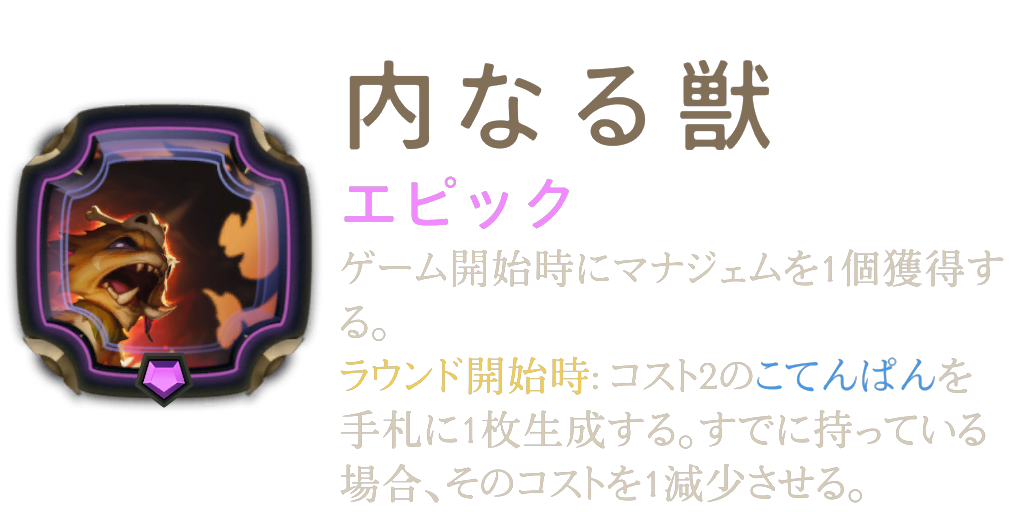 内なる獣
エピック
ゲーム開始時にマナジェムを1個獲得す
る。
ラウンド開始時: コスト2のこてんぱんを
手札に1枚生成する。すでに持っている
場合、そのコストを1減少させる。